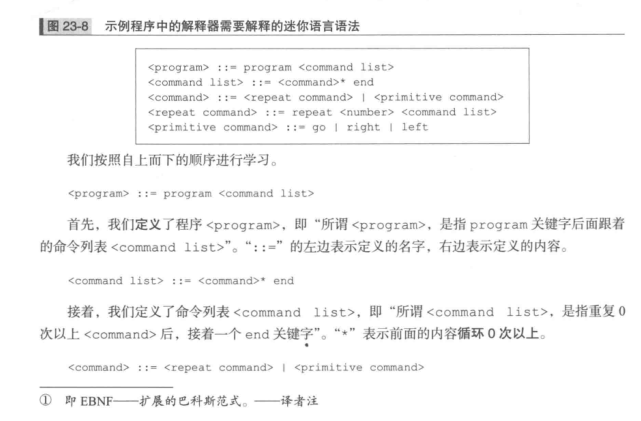 图 23-8 示例程序中的解释器需要解释的迷你语言语法
<program> ::= program <command list>
<command list> ::= <command>* end
<command> ::= <repeat command> | <primitive command>
<repeat command> ::= repeat <number> <command list>
<primitive command> ::= go | right | left
我们按照自上而下的顺序进行学习。
<program> ::= program <command list>
首先，我们定义了程序 <program>，即“所谓 <program>，是指 program 关键字后面跟着
的命令列表 <command list>”。“::=”的左边表示定义的名字，右边表示定义的内容。
<command list> ::= <command>* end
接着，我们定义了命令列表 <command list>，即“所谓 <command list>，是指重复 0
次以上 <command> 后，接着一个 end 关键字”。“*”表示前面的内容循环 0 次以上。
<command> ::= <repeat command> | <primitive command>
① 即 EBNF——扩展的巴科斯范式。——译者注